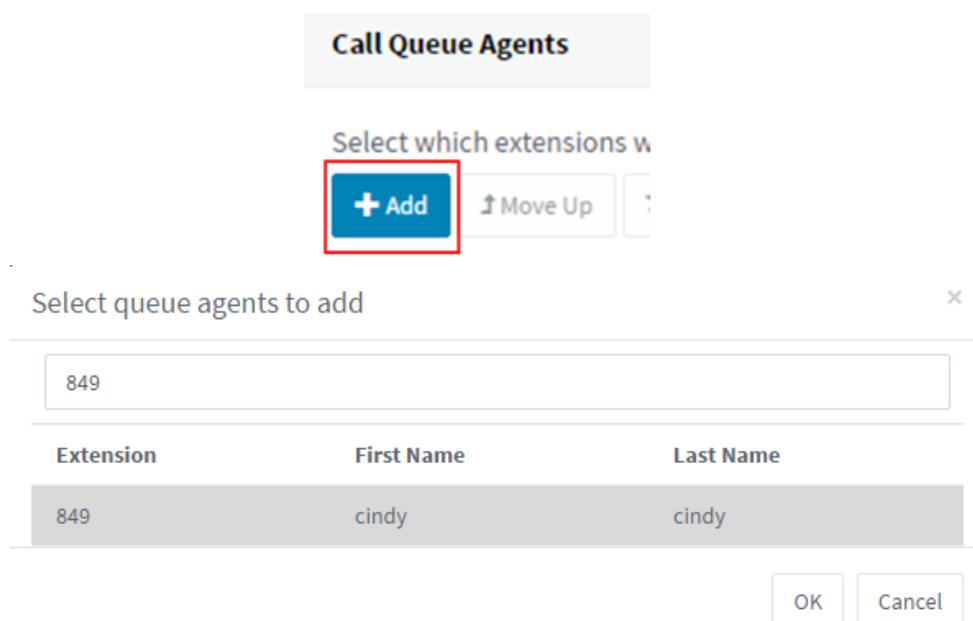 Call Queue Agents
Select which extensions w
Add Move Up
Select queue agents to add ×
849
Extension First Name Last Name
849 cindy cindy
OK Cancel